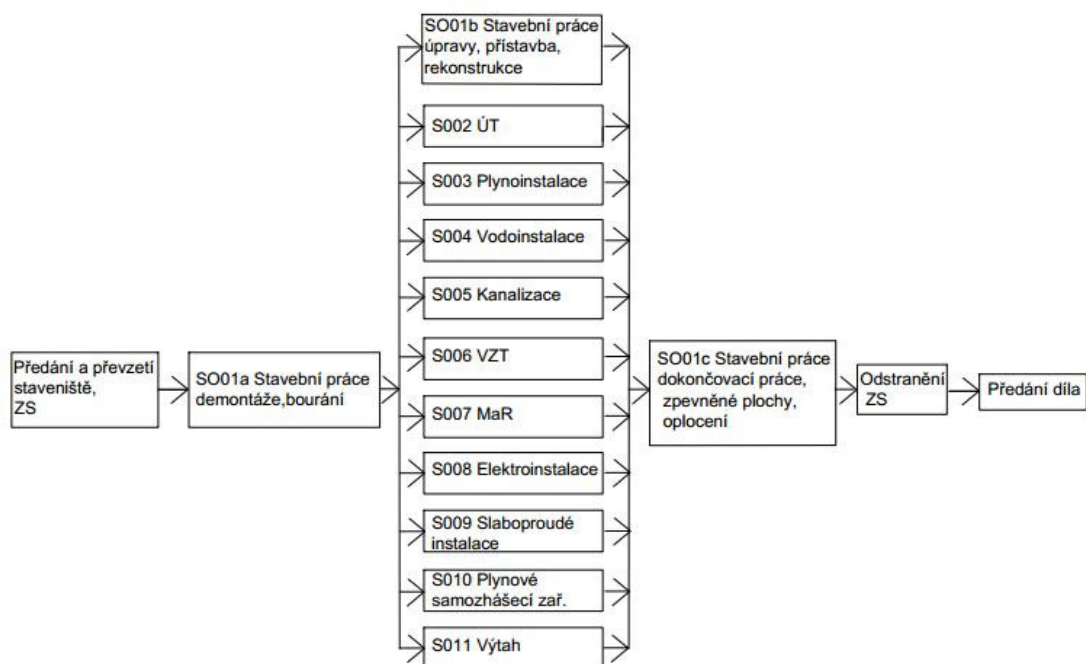 Předání a převzetí
staveniště,
ZS
SO01a Stavební práce
demontáže,bourání
SO01b Stavební práce
úpravy, přístavba,
rekonstrukce
S002 ÚT
S003 Plynoinstalace
S004 Vodoinstalace
S005 Kanalizace
S006 VZT
S007 MaR
S008 Elektroinstalace
S009 Slaboproudé
instalace
S010 Plynové
samozhášecí zař.
S011 Výtah
SO01c Stavební práce
dokončovací práce,
zpevněné plochy,
oplocení
Odstranění
ZS
Předání díla